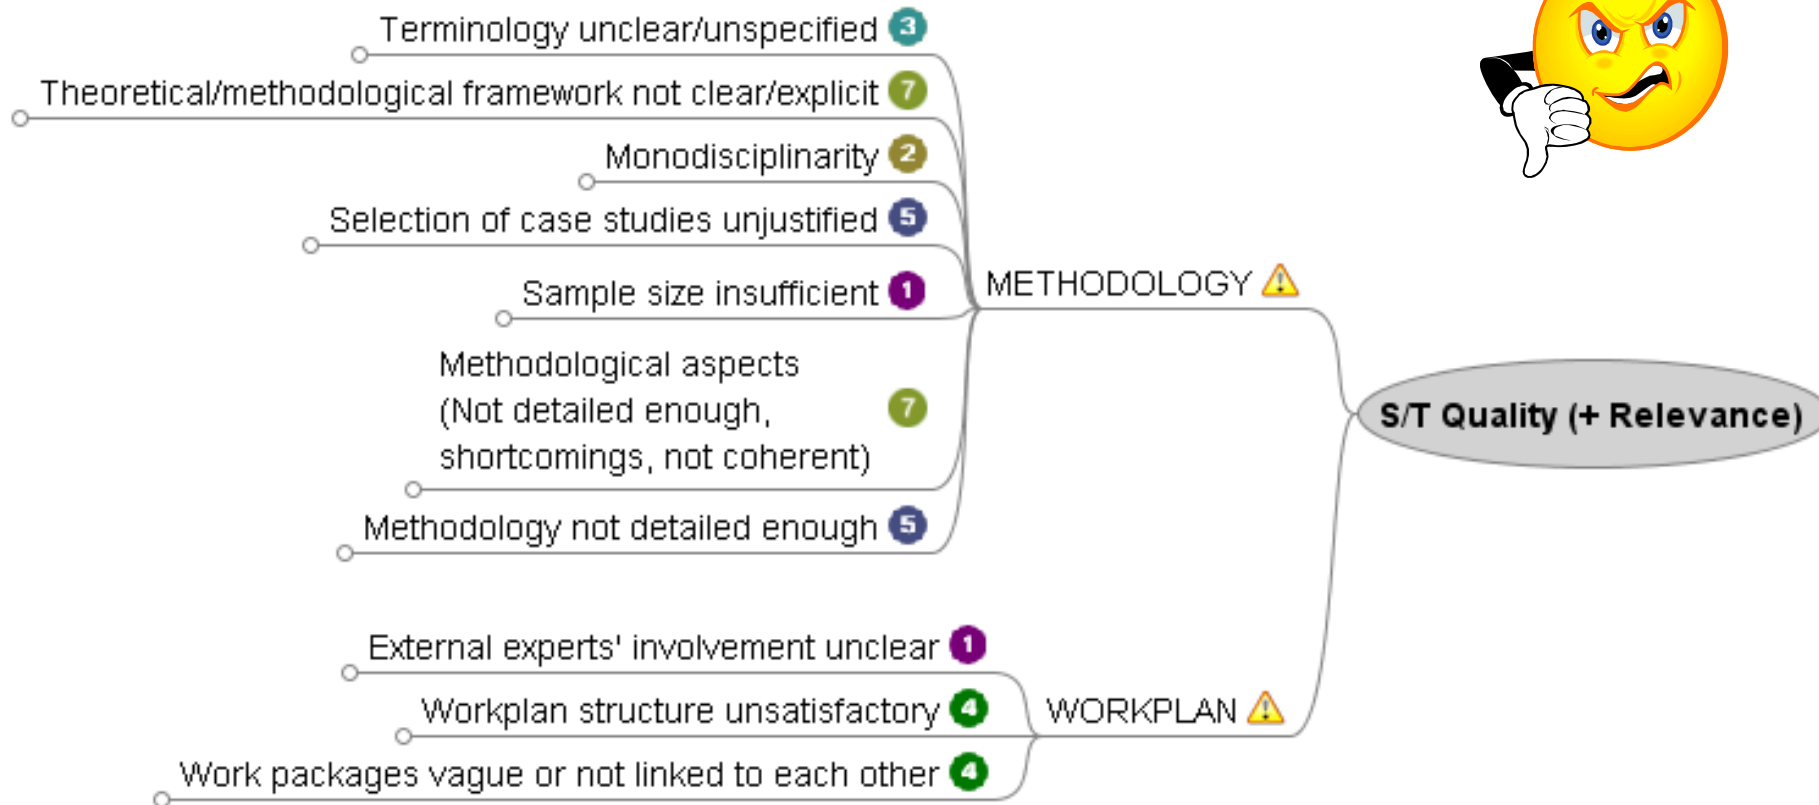 Terminology unclear/unspecified 3
Theoretical/methodological framework not clear/explicit 7
Monodisciplinarity 2
Selection of case studies unjustified 5
Sample size insufficient 1
Methodological aspects
(Not detailed enough, 7
shortcomings, not coherent)
Methodology not detailed enough 5
METHODOLOGY
External experts' involvement unclear 1
Workplan structure unsatisfactory 4
Work packages vague or not linked to each other 4
WORKPLAN
S/T Quality (+ Relevance)